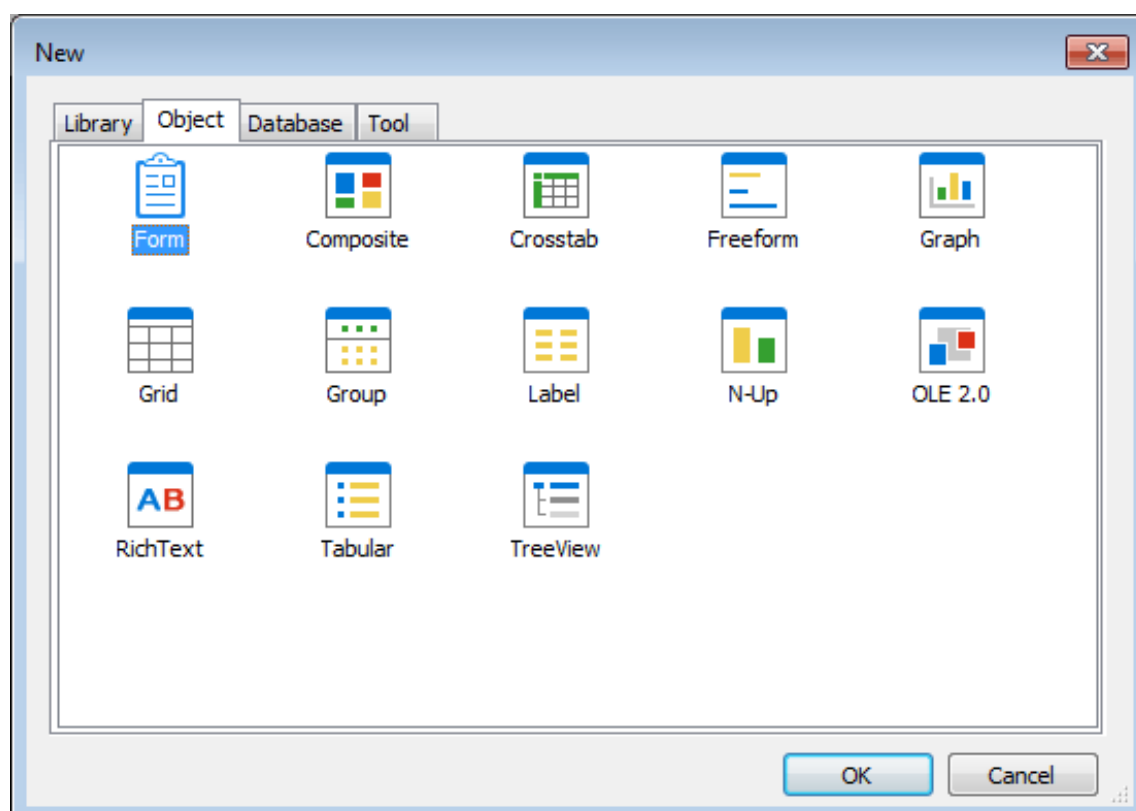 New
Library Object Database Tool
Form Composite Crosstab Freeform Graph
Grid Group Label N-Up OLE 2.0
AB
RichText Tabular TreeView
OK Cancel